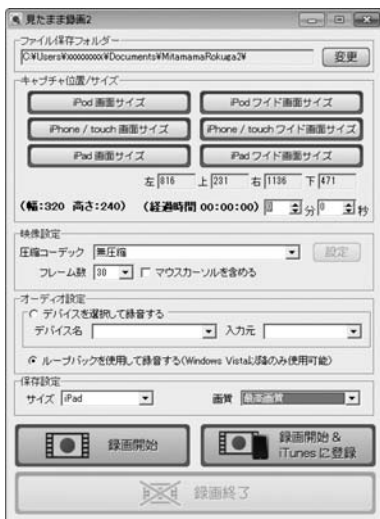 見たまま録画2
ファイル保存フォルダー
C:¥Users¥xxxxxxxxx¥Documents¥MitamamaRokuga2¥ 変更
キャプチャ位置/サイズ
iPod 画面サイズ iPod ワイド画面サイズ
iPhone / touch 画面サイズ iPhone / touch ワイド画面サイズ
iPad 画面サイズ iPad ワイド画面サイズ
左 816 上 231 右 1136 下 471
(幅:320 高さ:240) (経過時間 00:00:00) 0 分 0 秒
映像設定
圧縮コーデック 無圧縮 設定
フレーム数 30 マウスカーソルを含める
オーディオ設定
デバイスを選択して録音する
デバイス名 入力元
ループバックを使用して録音する(Windows Vista以降のみ使用可能)
保存設定
サイズ iPad 画質 最高画質
録画開始 録画開始 &
iTunes に登録
録画終了